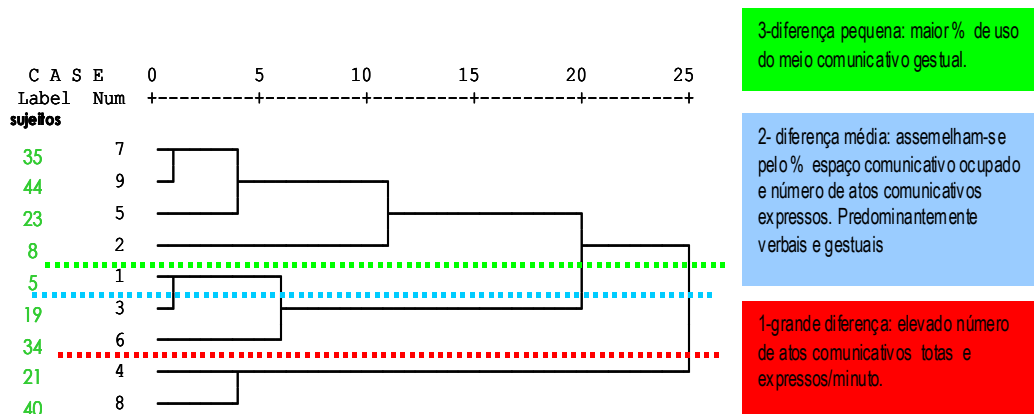 C A S E 0 5 10 15 20 25
Label Num +---------+---------+---------+---------+---------+
sujeitos
35 7
44 9
23 5
8 2
5 1
19 3
34 6
21 4
40 8
3-diferença pequena: maior % de uso
do meio comunicativo gestual.
2- diferença média: assemelham-se
pelo % espaço comunicativo ocupado
e número de atos comunicativos
expressos. Predominantemente
verbais e gestuais
1-grande diferença: elevado número
de atos comunicativos totas e
expressos/minuto.